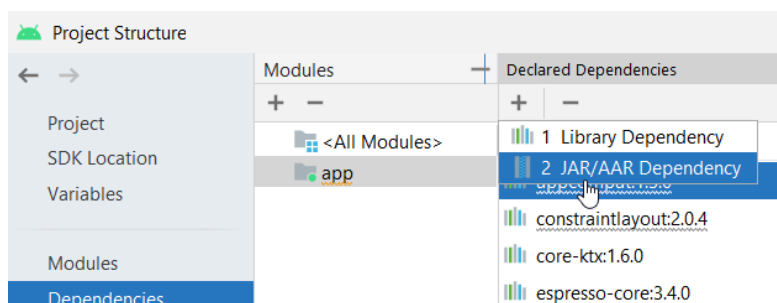 Project Structure
Project
SDK Location
Variables
Modules
Dependencies
Modules
<All Modules>
app
Declared Dependencies
1 Library Dependency
2 JAR/AAR Dependency
constraintlayout:2.0.4
core-ktx:1.6.0
espresso-core:3.4.0